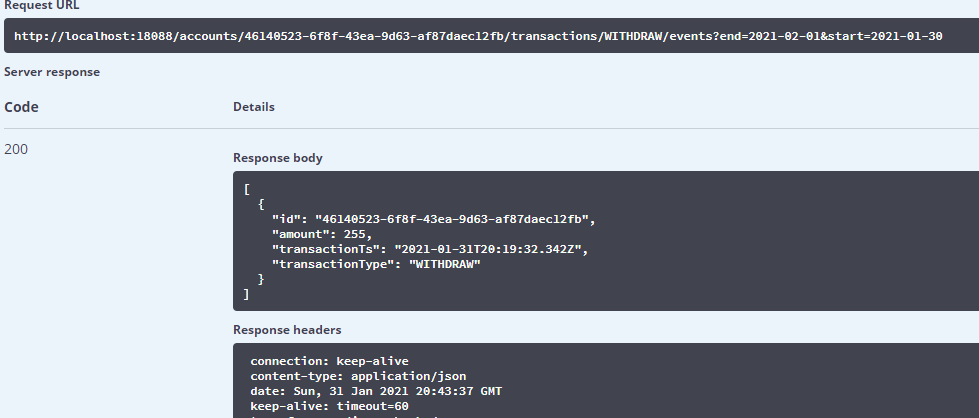 Request URL
http://localhost:18088/accounts/46140523-6f8f-43ea-9d63-af87daec12fb/transactions/WITHDRAW/events?end=2021-02-01&start=2021-01-30
Server response
Code Details
200
Response body
[
{
"id": "46140523-6f8f-43ea-9d63-af87daec12fb",
"amount": 255,
"transactionTs": "2021-01-31T20:19:32.342Z",
"transactionType": "WITHDRAW"
}
]
Response headers
connection: keep-alive
content-type: application/json
date: Sun, 31 Jan 2021 20:43:37 GMT
keep-alive: timeout=60